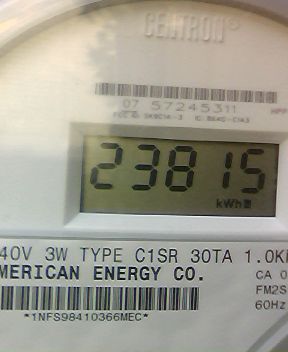 CENTRON®
07 57245311
23815
kWh
40V 3W TYPE C1SR 30TA 1.0K
MERICAN ENERGY CO.
CA 0
FM2S
60Hz
*1NFS98410366MEC*